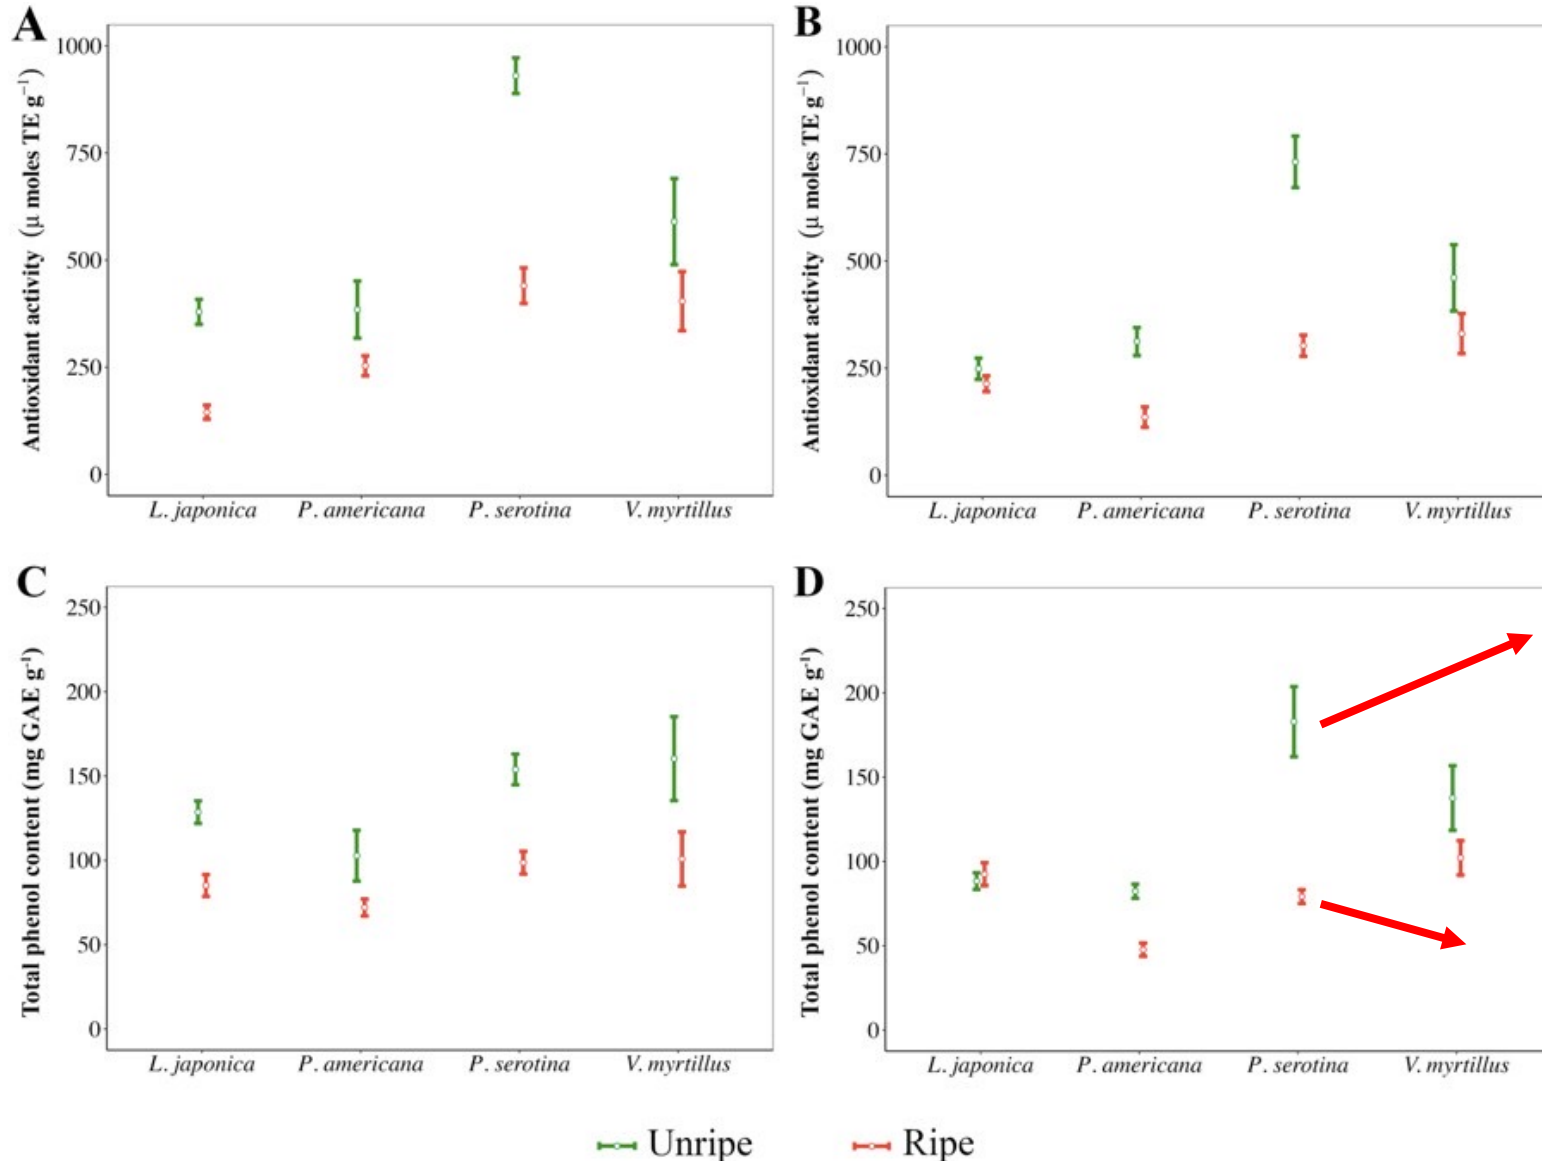 A
B
Antioxidant activity (μ moles TE g⁻¹)
1000
750
500
250
0
L. japonica P. americana P. serotina V. myrtillus
Antioxidant activity (μ moles TE g⁻¹)
1000
750
500
250
0
L. japonica P. americana P. serotina V. myrtillus
C
D
Total phenol content (mg GAE g⁻¹)
250
200
150
100
50
0
L. japonica P. americana P. serotina V. myrtillus
Total phenol content (mg GAE g⁻¹)
250
200
150
100
50
0
L. japonica P. americana P. serotina V. myrtillus
Unripe Ripe